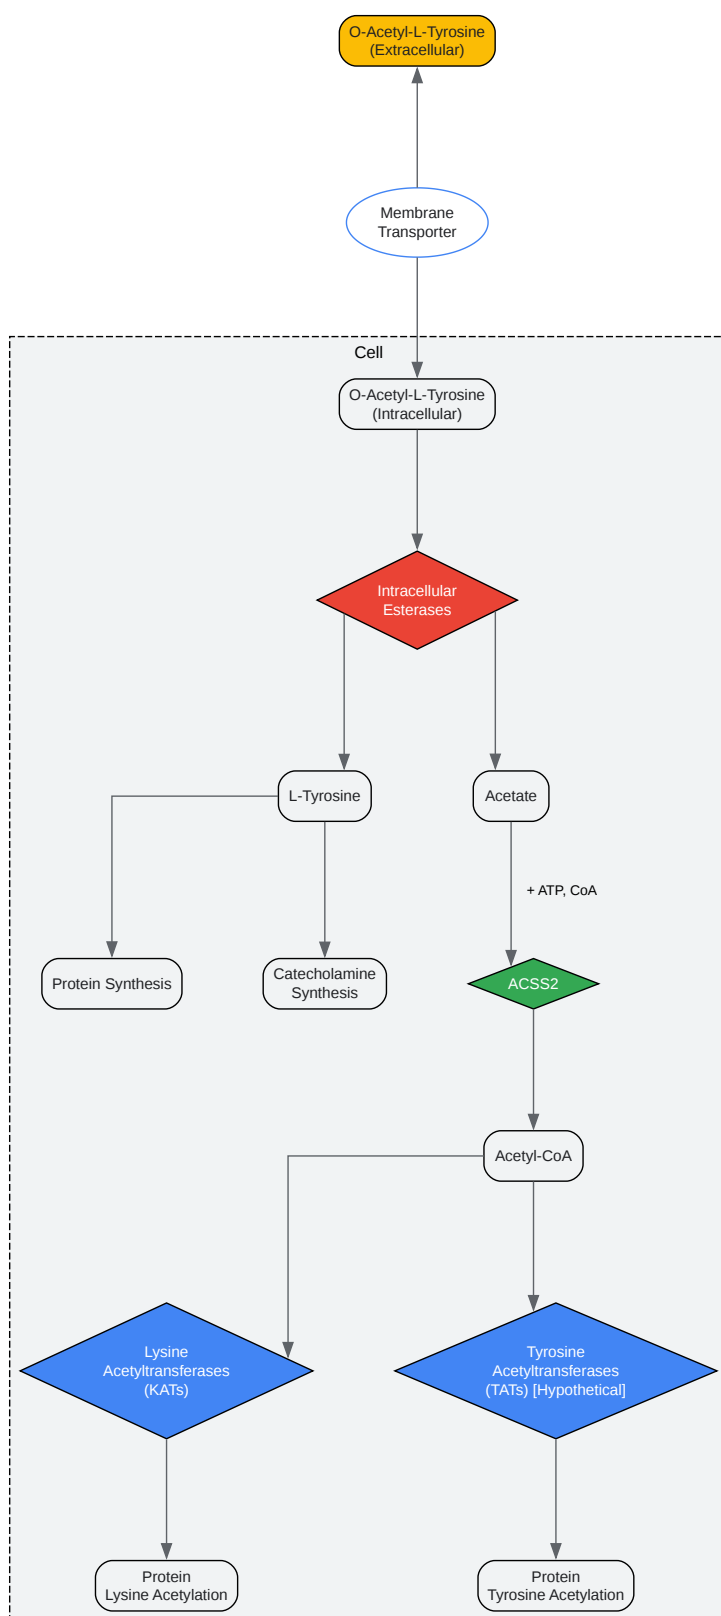 O-Acetyl-L-Tyrosine
(Extracellular)
Membrane
Transporter
Cell
O-Acetyl-L-Tyrosine
(Intracellular)
Intracellular
Esterases
L-Tyrosine
Acetate
+ ATP, CoA
Protein Synthesis
Catecholamine
Synthesis
ACSS2
Acetyl-CoA
Lysine
Acetyltransferases
(KATs)
Tyrosine
Acetyltransferases
(TATs) [Hypothetical]
Protein
Lysine Acetylation
Protein
Tyrosine Acetylation